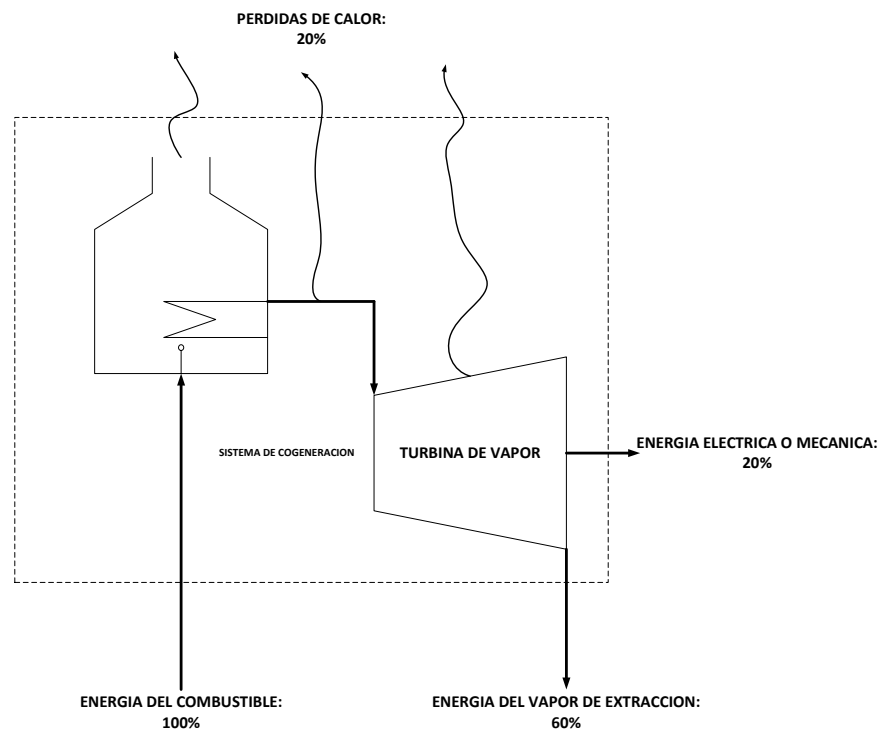 PERDIDAS DE CALOR:
20%
SISTEMA DE COGENERACION
TURBINA DE VAPOR
ENERGIA ELECTRICA O MECANICA:
20%
ENERGIA DEL COMBUSTIBLE:
100%
ENERGIA DEL VAPOR DE EXTRACCION:
60%